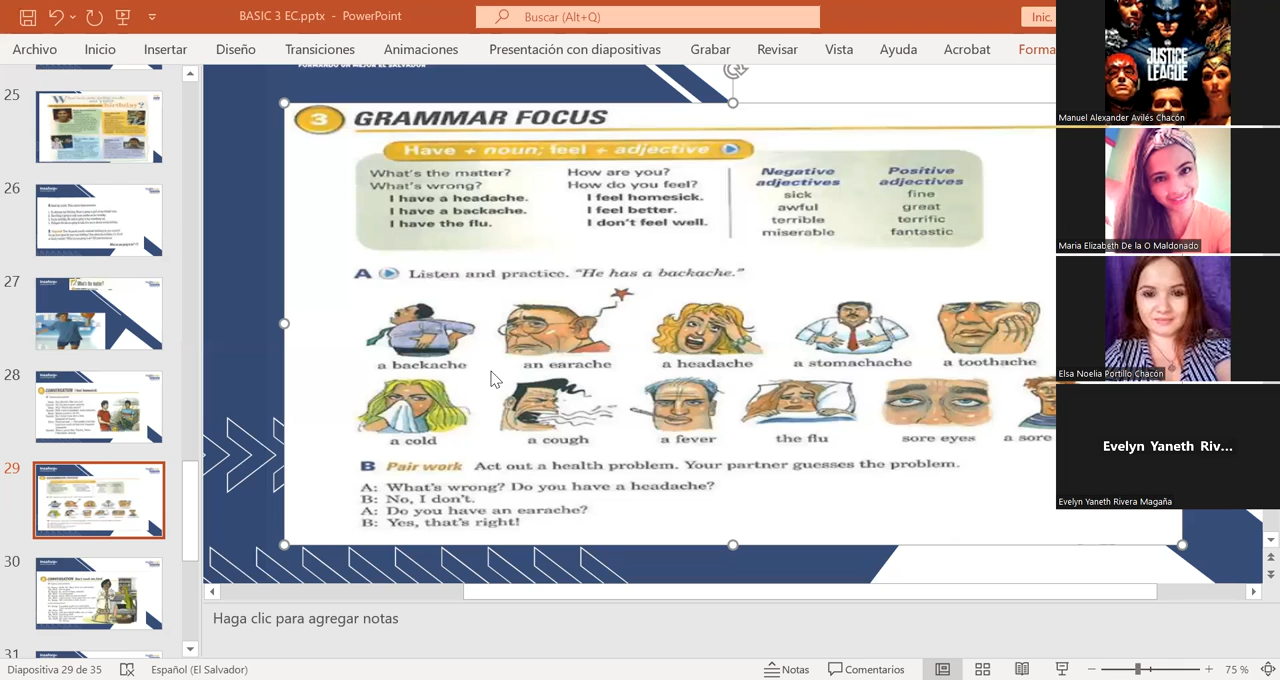 BASIC 3 EC.pptx - PowerPoint
Buscar (Alt+Q)
Inic.
Archivo Inicio Insertar Diseño Transiciones Animaciones Presentación con diapositivas Grabar Revisar Vista Ayuda Acrobat Forma
25
26
27
28
29
30
31
FORMANDO UN MEJOR EL SALVADOR
3 GRAMMAR FOCUS
Have + noun; feel + adjective
What's the matter? How are you?
What's wrong? How do you feel?
I have a headache. I feel homesick.
I have a backache. I feel better.
I have the flu. I don't feel well.
Negative adjectives
sick
awful
terrible
miserable
Positive adjectives
fine
great
terrific
fantastic
A Listen and practice. "He has a backache."
a backache an earache a headache a stomachache a toothache
a cold a cough a fever the flu sore eyes a sore
B Pair work Act out a health problem. Your partner guesses the problem.
A: What's wrong? Do you have a headache?
B: No, I don't.
A: Do you have an earache?
B: Yes, that's right!
JUSTICE LEAGUE
Manuel Alexander Avilés Chacón
Maria Elizabeth De la O Maldonado
Elsa Noelia Portillo Chacón
Evelyn Yaneth Riv...
Evelyn Yaneth Rivera Magaña
Haga clic para agregar notas
Diapositiva 29 de 35 Español (El Salvador) Notas Comentarios 75 %